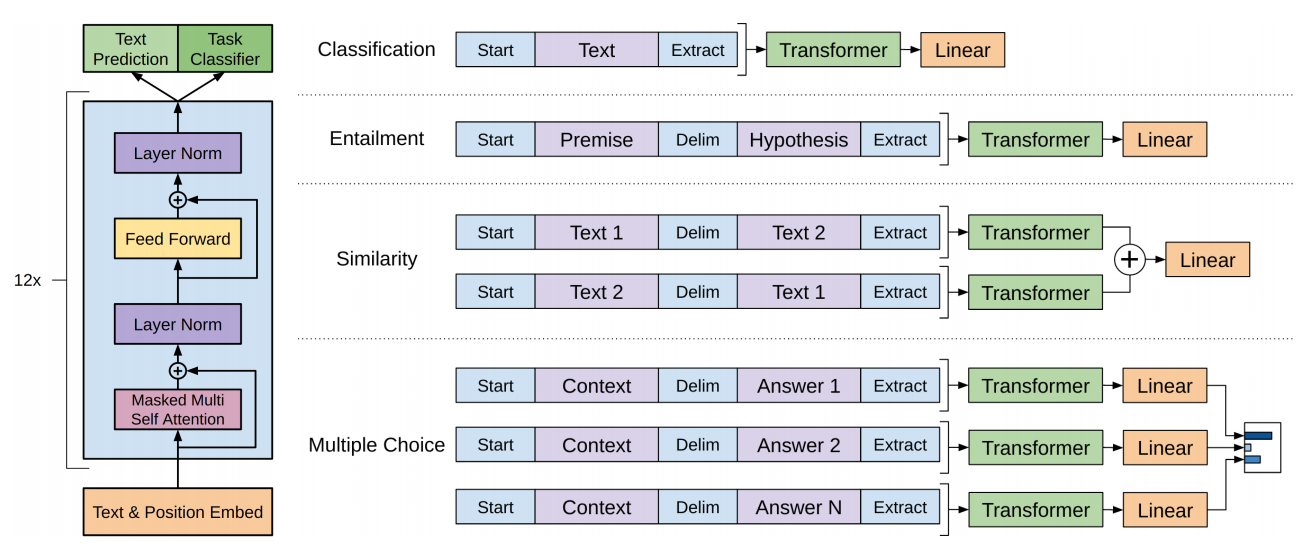 Text
Prediction
Task
Classifier
12x
Layer Norm
+
Feed Forward
Layer Norm
+
Masked Multi
Self Attention
Text & Position Embed
Classification
Start Text Extract Transformer Linear
Entailment
Start Premise Delim Hypothesis Extract Transformer Linear
Similarity
Start Text 1 Delim Text 2 Extract Transformer
+ Linear
Start Text 2 Delim Text 1 Extract Transformer
Multiple Choice
Start Context Delim Answer 1 Extract Transformer Linear
Start Context Delim Answer 2 Extract Transformer Linear
Start Context Delim Answer N Extract Transformer Linear